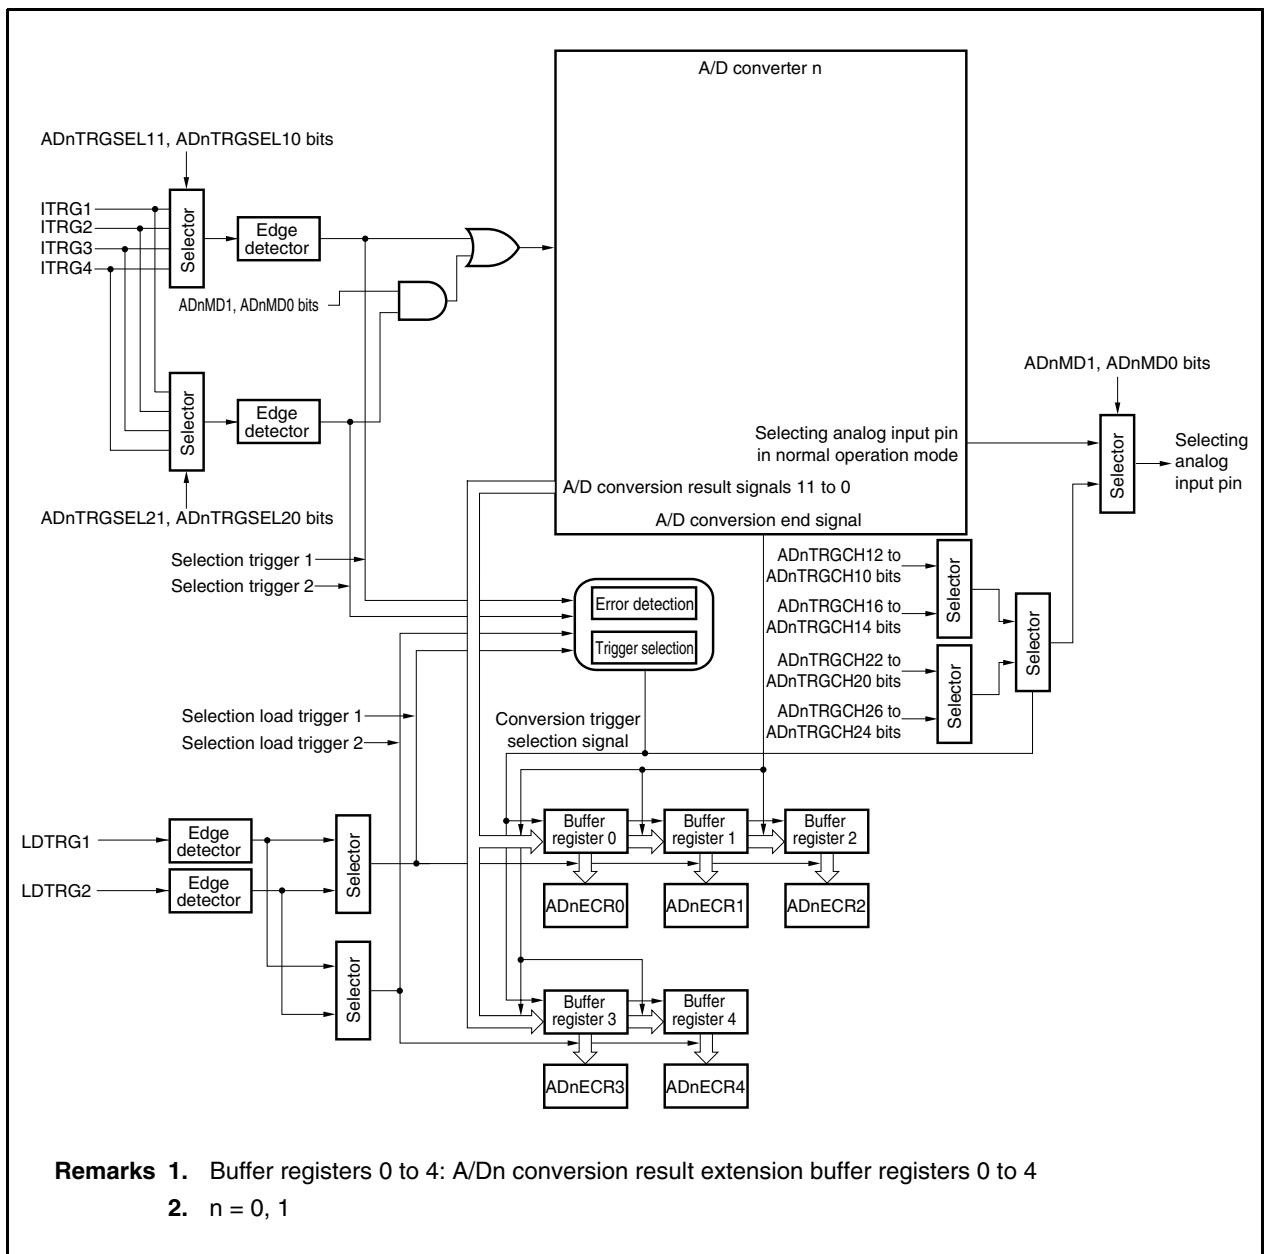 A/D converter n
ADnTRGSEL11, ADnTRGSEL10 bits
ITRG1
ITRG2
ITRG3
ITRG4
Selector
Edge
detector
ADnMD1, ADnMD0 bits
Selector
Edge
detector
ADnTRGSEL21, ADnTRGSEL20 bits
ADnMD1, ADnMD0 bits
Selecting analog input pin
in normal operation mode
Selector
Selecting
analog
input pin
A/D conversion result signals 11 to 0
A/D conversion end signal
Selection trigger 1
Selection trigger 2
Error detection
Trigger selection
ADnTRGCH12 to
ADnTRGCH10 bits
ADnTRGCH16 to
ADnTRGCH14 bits
Selector
ADnTRGCH22 to
ADnTRGCH20 bits
ADnTRGCH26 to
ADnTRGCH24 bits
Selector
Selector
Selection load trigger 1
Selection load trigger 2
Conversion trigger
selection signal
LDTRG1
Edge
detector
LDTRG2
Edge
detector
Selector
Selector
Buffer
register 0
Buffer
register 1
Buffer
register 2
ADnECR0
ADnECR1
ADnECR2
Buffer
register 3
Buffer
register 4
ADnECR3
ADnECR4
Remarks 1. Buffer registers 0 to 4: A/Dn conversion result extension buffer registers 0 to 4
2. n = 0, 1